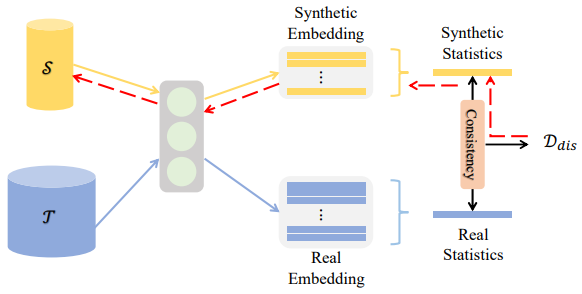 Synthetic
Embedding
Synthetic
Statistics
𝒮
⋮
Consistency
𝒟𝑑𝑖𝑠
𝒯
⋮
Real
Embedding
Real
Statistics